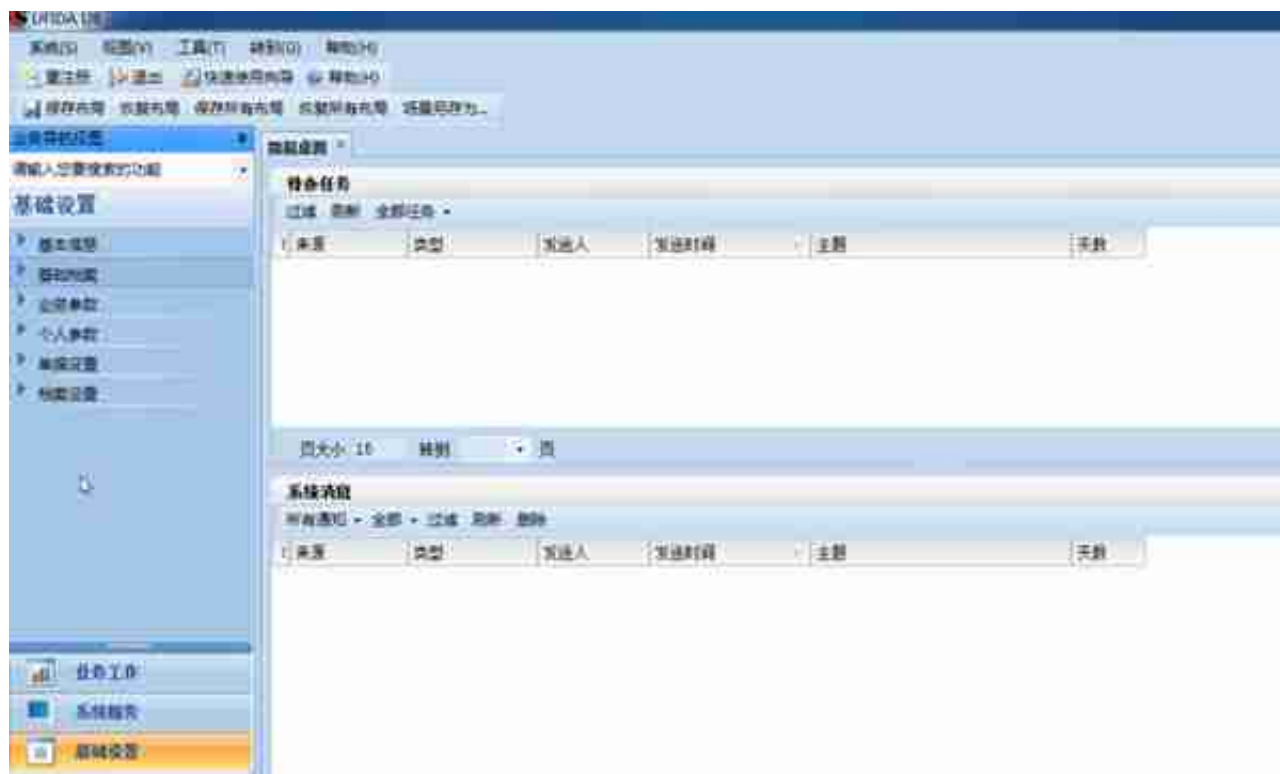 UFIDA U8
系统(S) 视图(V) 工具(T) 转到(G) 帮助(H)
重注册 退出 快速使用向导 帮助(H)
保存布局 恢复布局 保存所有布局 恢复所有布局 场景另存为...
业务导航视图
请输入您要搜索的功能
基础设置
基本信息
基础档案
业务参数
个人参数
单据设置
档案设置
任务工作
系统服务
基础设置
待办任务
过滤 刷新 全部任务
来源 类型 发送人 发送时间 主题 天数
页大小 转到 页
系统消息
所有通知 全部 过滤 刷新 删除
来源 类型 发送人 发送时间 主题 天数